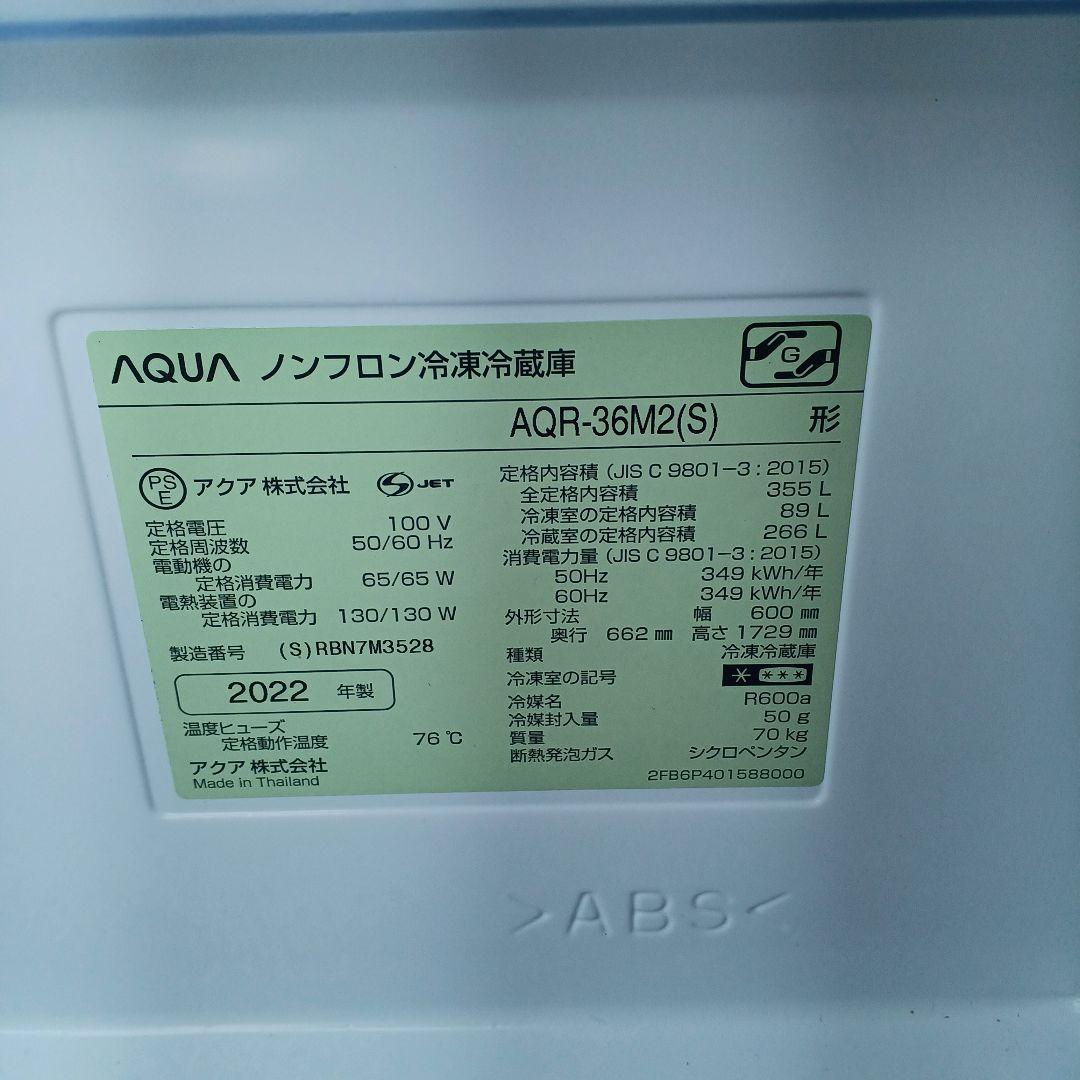 AQUA ノンフロン冷凍冷蔵庫
G
AQR-36M2(S) 形
PS
E
アクア 株式会社 S JET
定格電圧 100 V
定格周波数 50/60 Hz
電動機の
定格消費電力 65/65 W
電熱装置の
定格消費電力 130/130 W
製造番号 (S)RBN7M3528
2022 年製
温度ヒューズ
定格動作温度 76 ℃
アクア 株式会社
Made in Thailand
定格内容積 (JIS C 9801-3 : 2015)
全定格内容積 355 L
冷凍室の定格内容積 89 L
冷蔵室の定格内容積 266 L
消費電力量 (JIS C 9801-3 : 2015)
50Hz 349 kWh/年
60Hz 349 kWh/年
外形寸法 幅 600 ㎜
奥行 662 ㎜ 高さ 1729 ㎜
種類 冷凍冷蔵庫
冷凍室の記号 * ***
冷媒名 R600a
冷媒封入量 50 g
質量 70 kg
断熱発泡ガス シクロペンタン
2FB6P401588000
>ABS<